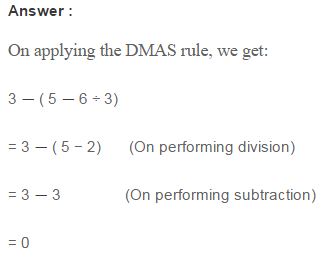 Answer :
On applying the DMAS rule, we get:
3 — ( 5 — 6 ÷ 3)
= 3 — ( 5 − 2) (On performing division)
= 3 — 3 (On performing subtraction)
= 0